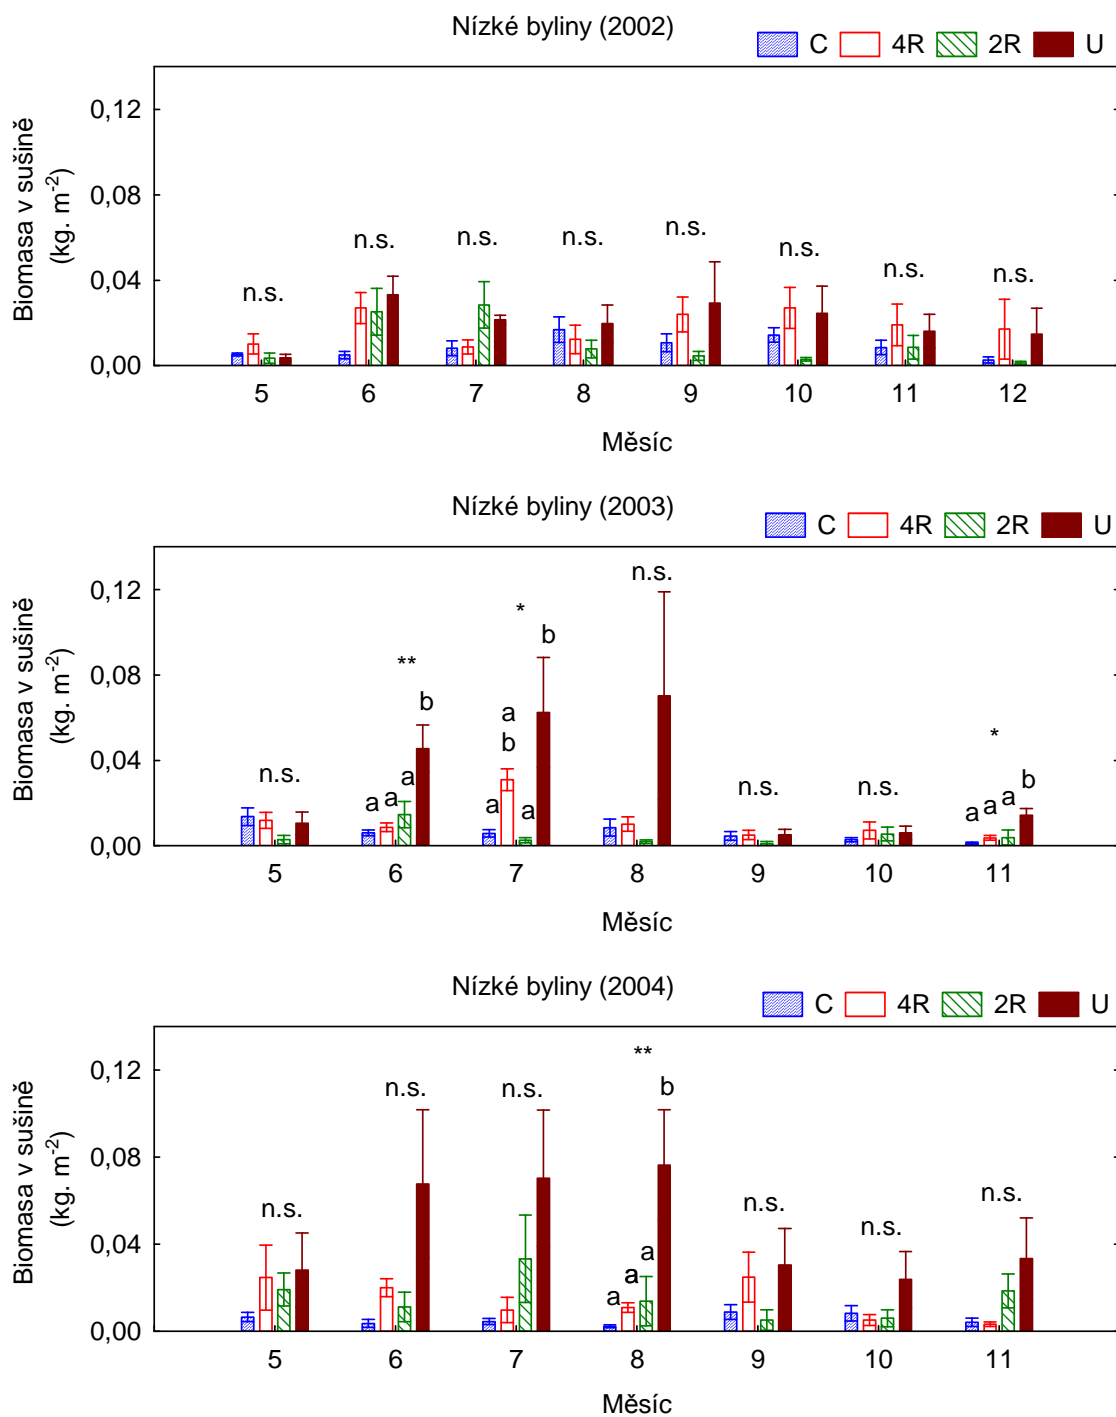 Nízké byliny (2002)
C 4R 2R U
Biomasa v sušině
(kg. m-2)
0,12
0,08
0,04
0,00
n.s. n.s. n.s. n.s. n.s. n.s. n.s. n.s.
5 6 7 8 9 10 11 12
Měsíc
Nízké byliny (2003)
C 4R 2R U
Biomasa v sušině
(kg. m-2)
0,12
0,08
0,04
0,00
n.s.
**
a a a b
*
a a b a b
n.s.
n.s.
n.s.
*
a a a b
5 6 7 8 9 10 11
Měsíc
Nízké byliny (2004)
C 4R 2R U
Biomasa v sušině
(kg. m-2)
0,12
0,08
0,04
0,00
n.s.
n.s.
n.s.
**
a a a b
n.s.
n.s.
n.s.
5 6 7 8 9 10 11
Měsíc